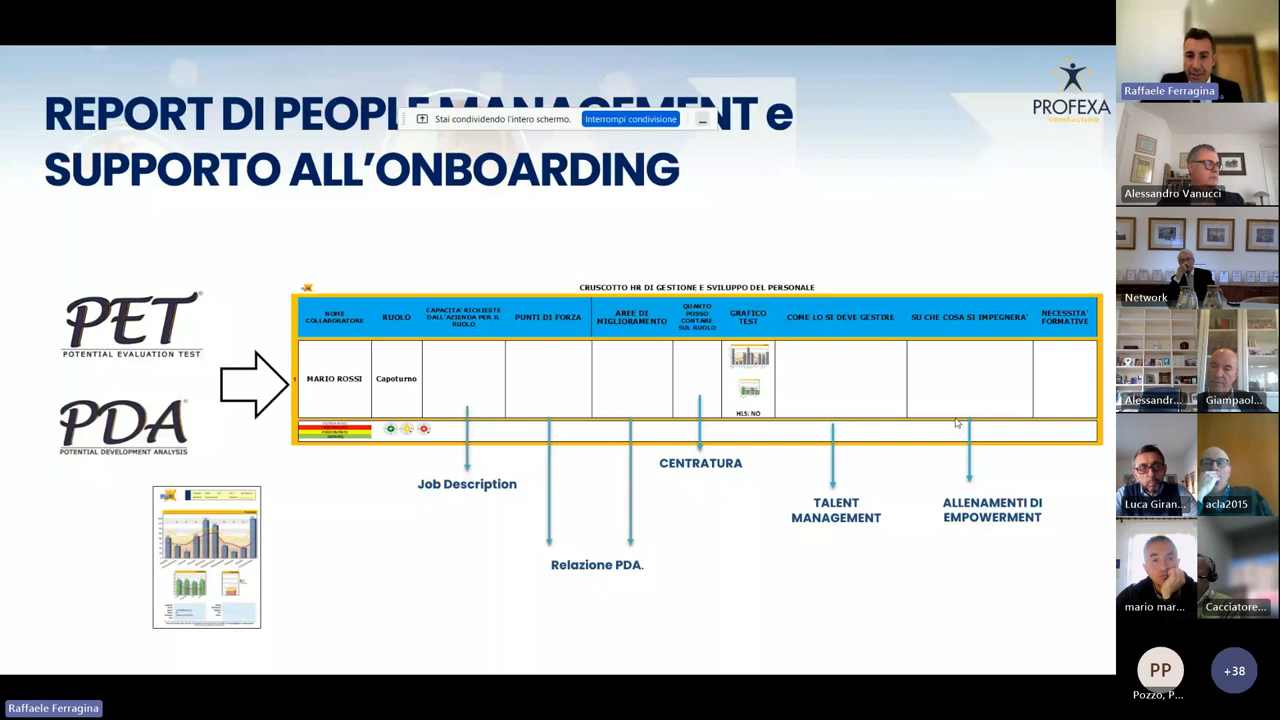 REPORT DI PEOPLE MANAGEMENT e
SUPPORTO ALL'ONBOARDING
Stai condividendo l'intero schermo.
Interrompi condivisione
PROFEXA
CONSULTING
PET®
POTENTIAL EVALUATION TEST
PDA®
POTENTIAL DEVELOPMENT ANALYSIS
CRUSCOTTO HR DI GESTIONE E SVILUPPO DEL PERSONALE
NOME COLLABORATORE
RUOLO
CAPACITA' RICHIESTE DALL'AZIENDA PER IL RUOLO
PUNTI DI FORZA
AREE DI MIGLIORAMENTO
QUANTO POSSO CONTARE SUL RUOLO
GRAFICO TEST
COME LO SI DEVE GESTIRE
SU CHE COSA SI IMPEGNERA'
NECESSITA' FORMATIVE
1
MARIO ROSSI
Capoturno
HLS: NO
Job Description
Relazione PDA.
CENTRATURA
TALENT
MANAGEMENT
ALLENAMENTI DI
EMPOWERMENT
Raffaele Ferragina
Alessandro Vanucci
Network
Alessandr...
Giampaol...
Luca Giran...
acla2015
mario mar...
Cacciatore...
PP
Pozzo, P...
+38
Raffaele Ferragina